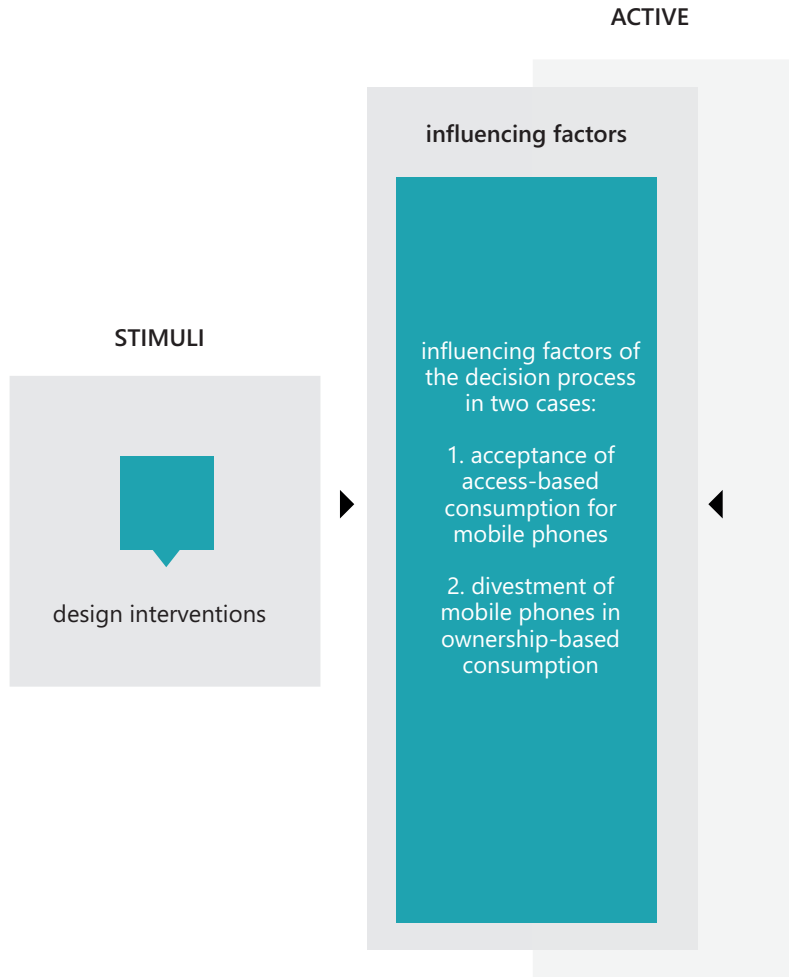 ACTIVE
influencing factors
STIMULI
design interventions
influencing factors of
the decision process
in two cases:
1. acceptance of
access-based
consumption for
mobile phones
2. divestment of
mobile phones in
ownership-based
consumption